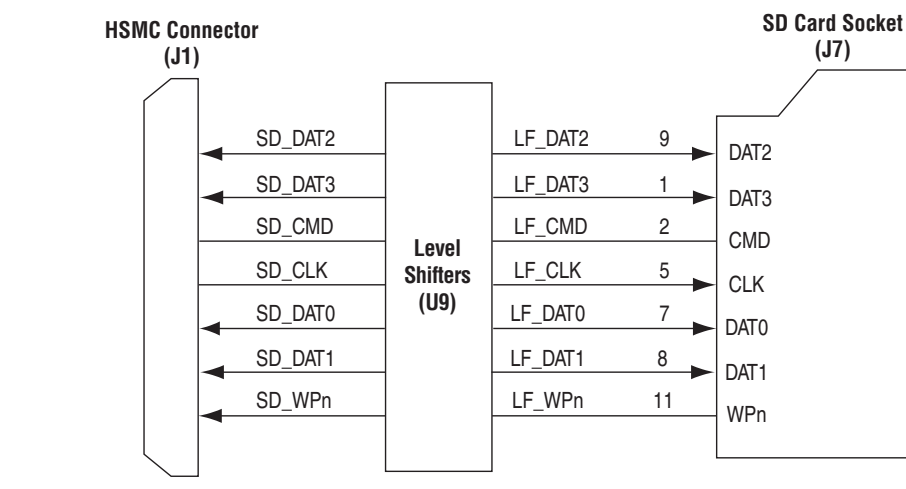 HSMC Connector
(J1)
SD Card Socket
(J7)
SD_DAT2
LF_DAT2
9
DAT2
SD_DAT3
LF_DAT3
1
DAT3
SD_CMD
LF_CMD
2
CMD
Level
Shifters
(U9)
SD_CLK
LF_CLK
5
CLK
SD_DAT0
LF_DAT0
7
DAT0
SD_DAT1
LF_DAT1
8
DAT1
SD_WPn
LF_WPn
11
WPn